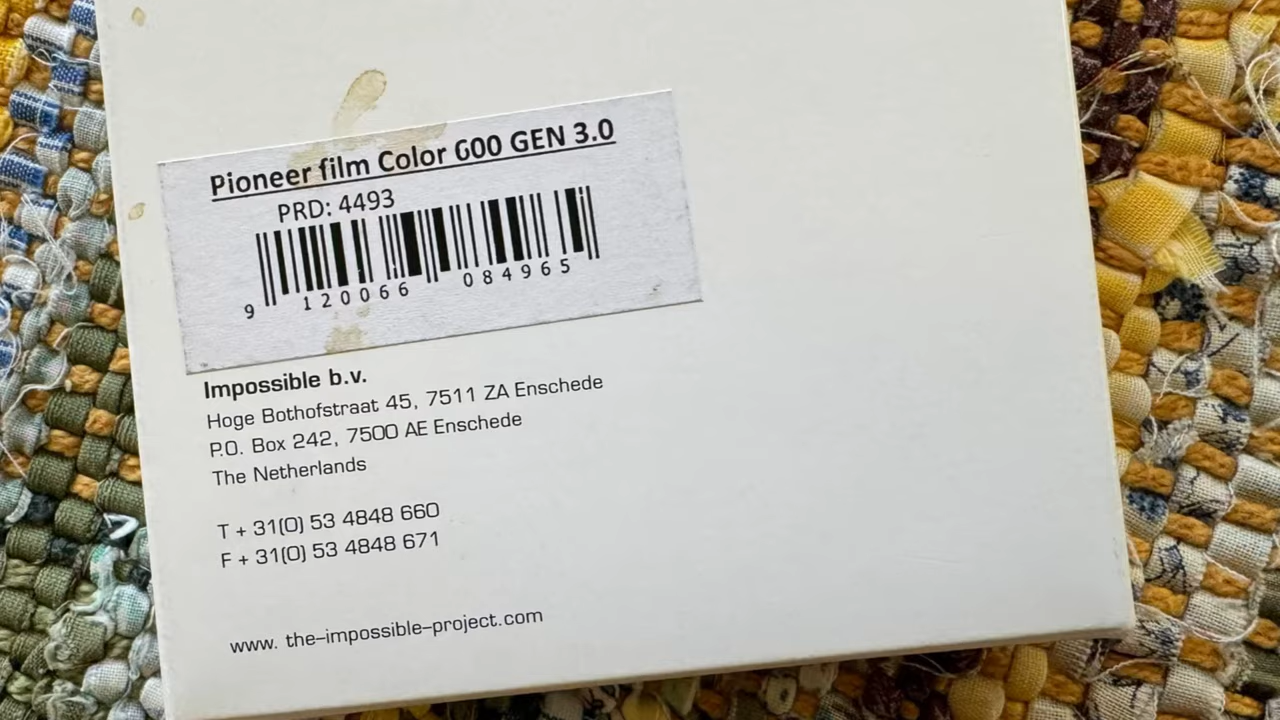 Pioneer film Color 600 GEN 3.0
PRD: 4493
9 120066 084965
Impossible b.v.
Hoge Bothofstraat 45, 7511 ZA Enschede
P.O. Box 242, 7500 AE Enschede
The Netherlands
T + 31(0) 53 4848 660
F + 31(0) 53 4848 671
www. the-impossible-project.com